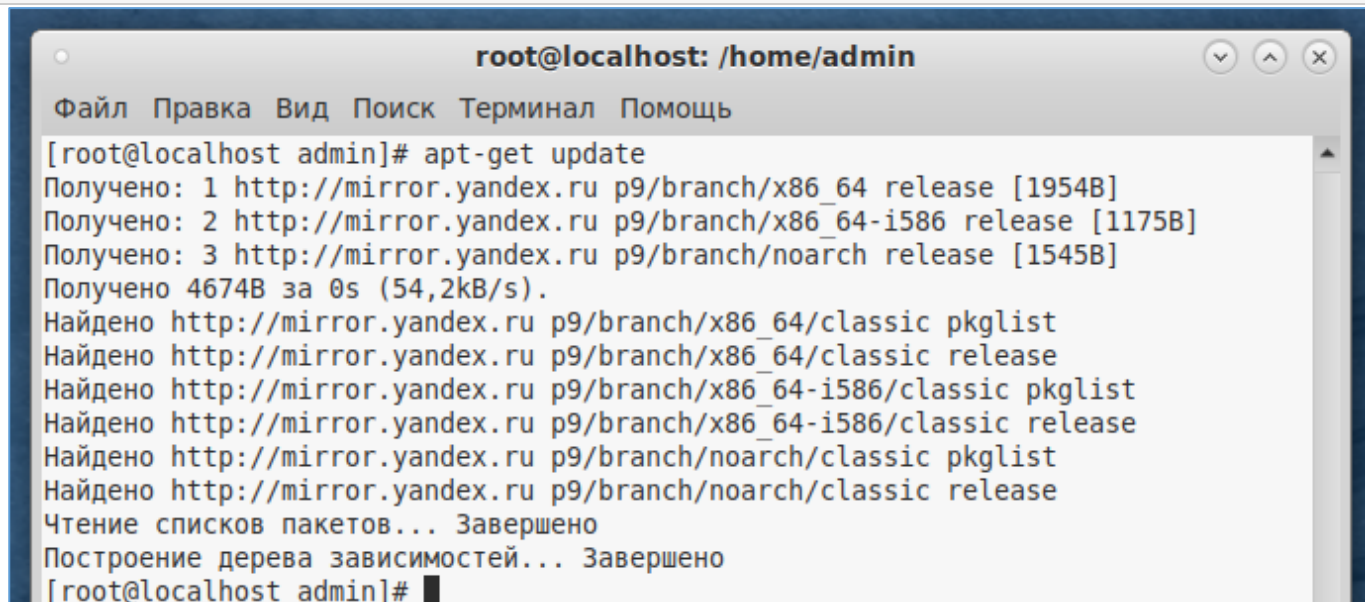 root@localhost: /home/admin
Файл Правка Вид Поиск Терминал Помощь
[root@localhost admin]# apt-get update
Получено: 1 http://mirror.yandex.ru p9/branch/x86_64 release [1954B]
Получено: 2 http://mirror.yandex.ru p9/branch/x86_64-i586 release [1175B]
Получено: 3 http://mirror.yandex.ru p9/branch/noarch release [1545B]
Получено 4674B за 0s (54,2kB/s).
Найдено http://mirror.yandex.ru p9/branch/x86_64/classic pkglist
Найдено http://mirror.yandex.ru p9/branch/x86_64/classic release
Найдено http://mirror.yandex.ru p9/branch/x86_64-i586/classic pkglist
Найдено http://mirror.yandex.ru p9/branch/x86_64-i586/classic release
Найдено http://mirror.yandex.ru p9/branch/noarch/classic pkglist
Найдено http://mirror.yandex.ru p9/branch/noarch/classic release
Чтение списков пакетов... Завершено
Построение дерева зависимостей... Завершено
[root@localhost admin]#